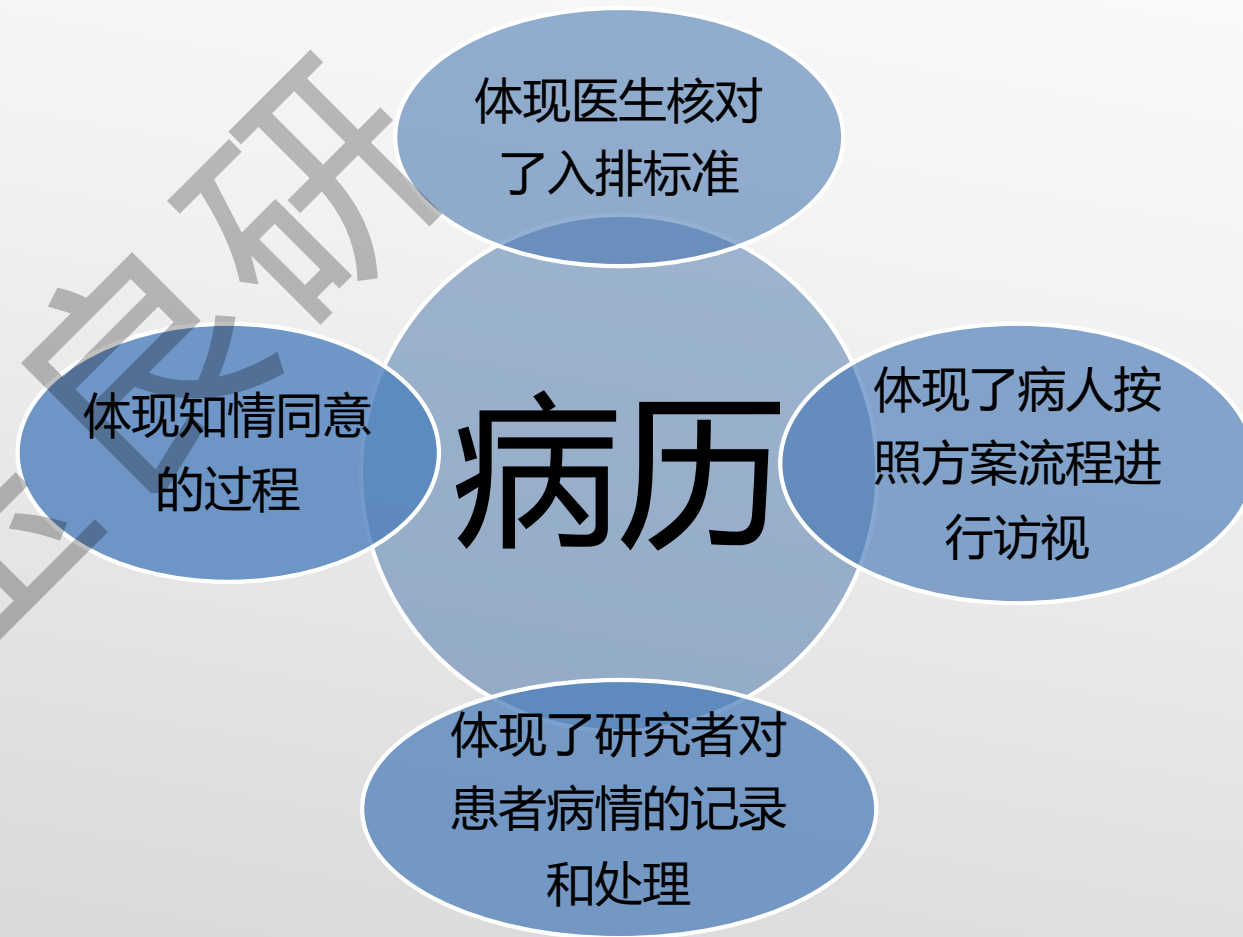 体现医生核对
了入排标准
体现知情同意
的过程
病历
体现了病人按
照方案流程进
行访视
体现了研究者对
患者病情的记录
和处理
良研